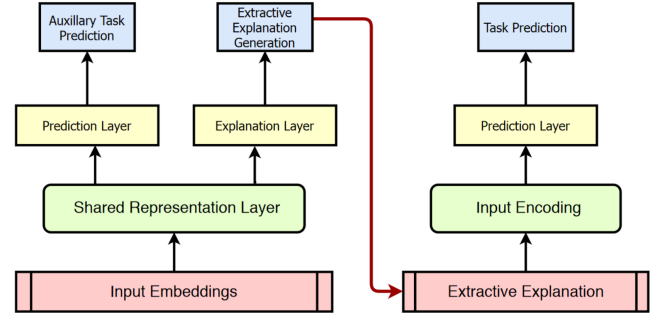 Auxillary Task
Prediction
Extractive
Explanation
Generation
Task Prediction
Prediction Layer
Explanation Layer
Prediction Layer
Shared Representation Layer
Input Encoding
Input Embeddings
Extractive Explanation